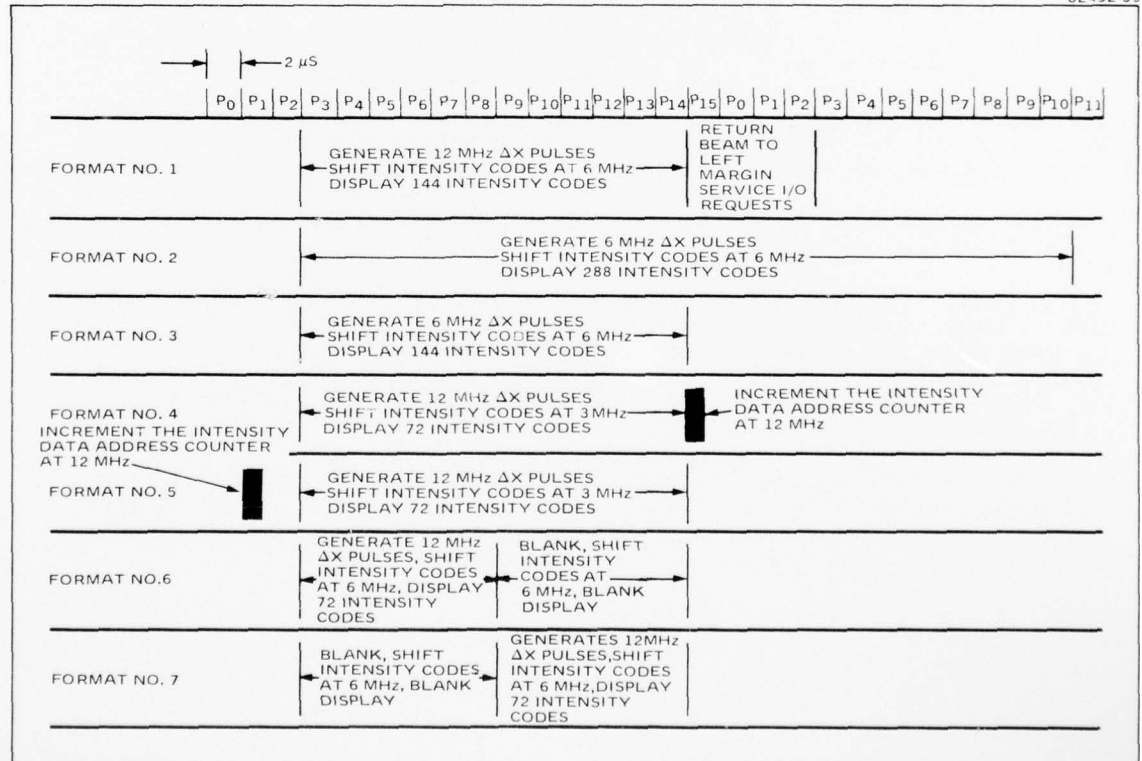 2 μS
P0 P1 P2 P3 P4 P5 P6 P7 P8 P9 P10 P11 P12 P13 P14 P15 P0 P1 P2 P3 P4 P5 P6 P7 P8 P9 P10 P11
FORMAT NO. 1
GENERATE 12 MHz ΔX PULSES
SHIFT INTENSITY CODES AT 6 MHz
DISPLAY 144 INTENSITY CODES
RETURN
BEAM TO
LEFT
MARGIN
SERVICE I/O
REQUESTS
FORMAT NO. 2
GENERATE 6 MHz ΔX PULSES
SHIFT INTENSITY CODES AT 6 MHz
DISPLAY 288 INTENSITY CODES
FORMAT NO. 3
GENERATE 6 MHz ΔX PULSES
SHIFT INTENSITY CODES AT 6 MHz
DISPLAY 144 INTENSITY CODES
FORMAT NO. 4
GENERATE 12 MHz ΔX PULSES
SHIFT INTENSITY CODES AT 3MHz
DISPLAY 72 INTENSITY CODES
INCREMENT THE INTENSITY
DATA ADDRESS COUNTER
AT 12 MHz
INCREMENT THE INTENSITY
DATA ADDRESS COUNTER
AT 12 MHz
FORMAT NO. 5
GENERATE 12 MHz ΔX PULSES
SHIFT INTENSITY CODES AT 3 MHz
DISPLAY 72 INTENSITY CODES
FORMAT NO.6
GENERATE 12 MHz
ΔX PULSES, SHIFT
INTENSITY CODES
AT 6 MHz, DISPLAY
72 INTENSITY
CODES
BLANK, SHIFT
INTENSITY
CODES AT
6 MHz, BLANK
DISPLAY
FORMAT NO. 7
BLANK, SHIFT
INTENSITY CODES
AT 6 MHz, BLANK
DISPLAY
GENERATES 12MHz
ΔX PULSES,SHIFT
INTENSITY CODES
AT 6 MHz,DISPLAY
72 INTENSITY
CODES